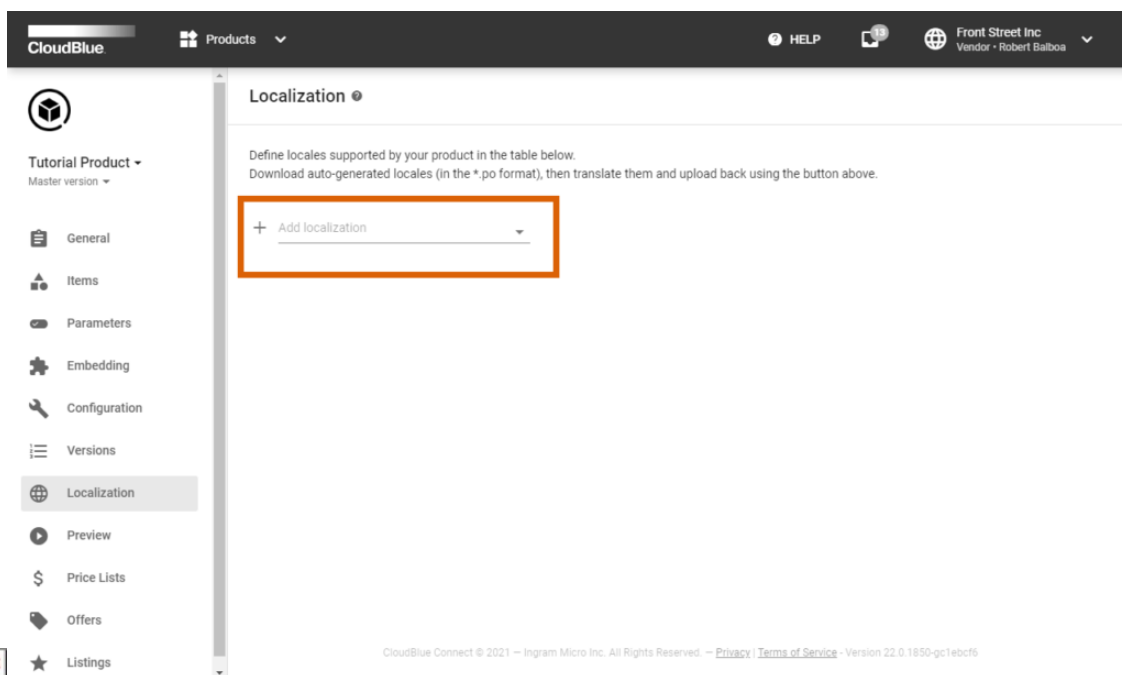 CloudBlue.
Products
HELP
13
Front Street Inc
Vendor • Robert Balboa
Tutorial Product
Master version
General
Items
Parameters
Embedding
Configuration
Versions
Localization
Preview
Price Lists
Offers
Listings
Localization
Define locales supported by your product in the table below.
Download auto-generated locales (in the *.po format), then translate them and upload back using the button above.
+ Add localization
CloudBlue Connect © 2021 — Ingram Micro Inc. All Rights Reserved. — Privacy | Terms of Service - Version 22.0.1850-gc1ebcf6